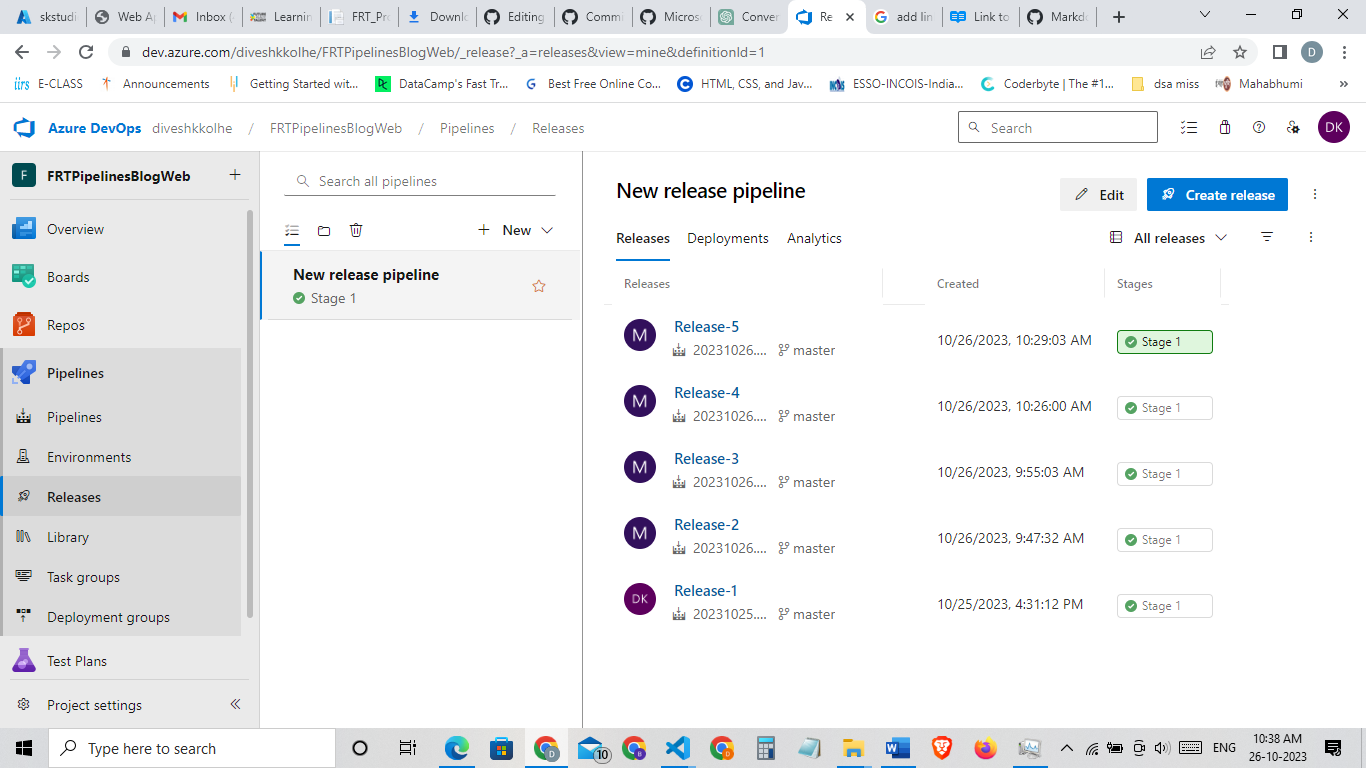 skstudi
Web Ap
Inbox (
Learnin
FRT_Pro
Downlo
Editing
Commi
Micros
Conver
Re
add lin
Link to
Markdo
dev.azure.com/diveshkkolhe/FRTPipelinesBlogWeb/_release?_a=releases&view=mine&definitionId=1
D
E-CLASS
Announcements
Getting Started wit...
DataCamp's Fast Tr...
Best Free Online Co...
HTML, CSS, and Jav...
ESSO-INCOIS-India...
Coderbyte | The #1...
dsa miss
Mahabhumi
»
Azure DevOps diveshkkolhe / FRTPipelinesBlogWeb / Pipelines / Releases
Search
DK
F FRTPipelinesBlogWeb +
Overview
Boards
Repos
Pipelines
Pipelines
Environments
Releases
Library
Task groups
Deployment groups
Test Plans
Project settings
Search all pipelines
+ New
New release pipeline
Stage 1
New release pipeline
Edit
Create release
Releases Deployments Analytics
All releases
Releases Created Stages
M Release-5
20231026.... master
10/26/2023, 10:29:03 AM
Stage 1
M Release-4
20231026.... master
10/26/2023, 10:26:00 AM
Stage 1
M Release-3
20231026.... master
10/26/2023, 9:55:03 AM
Stage 1
M Release-2
20231026.... master
10/26/2023, 9:47:32 AM
Stage 1
DK Release-1
20231025.... master
10/25/2023, 4:31:12 PM
Stage 1
Type here to search
10
ENG
10:38 AM
26-10-2023